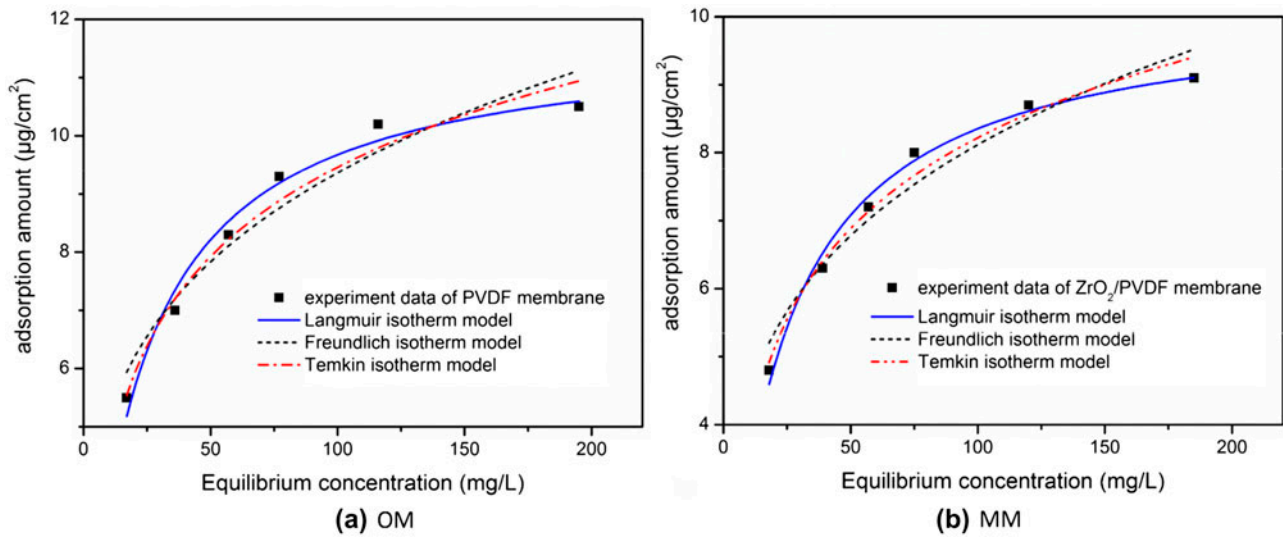 12
10
8
6
adsorption amount (μg/cm²)
0
50
100
150
200
Equilibrium concentration (mg/L)
experiment data of PVDF membrane
Langmuir isotherm model
Freundlich isotherm model
Temkin isotherm model
(a) OM
10
8
6
4
adsorption amount (μg/cm²)
0
50
100
150
200
Equilibrium concentration (mg/L)
experiment data of ZrO₂/PVDF membrane
Langmuir isotherm model
Freundlich isotherm model
Temkin isotherm model
(b) MM